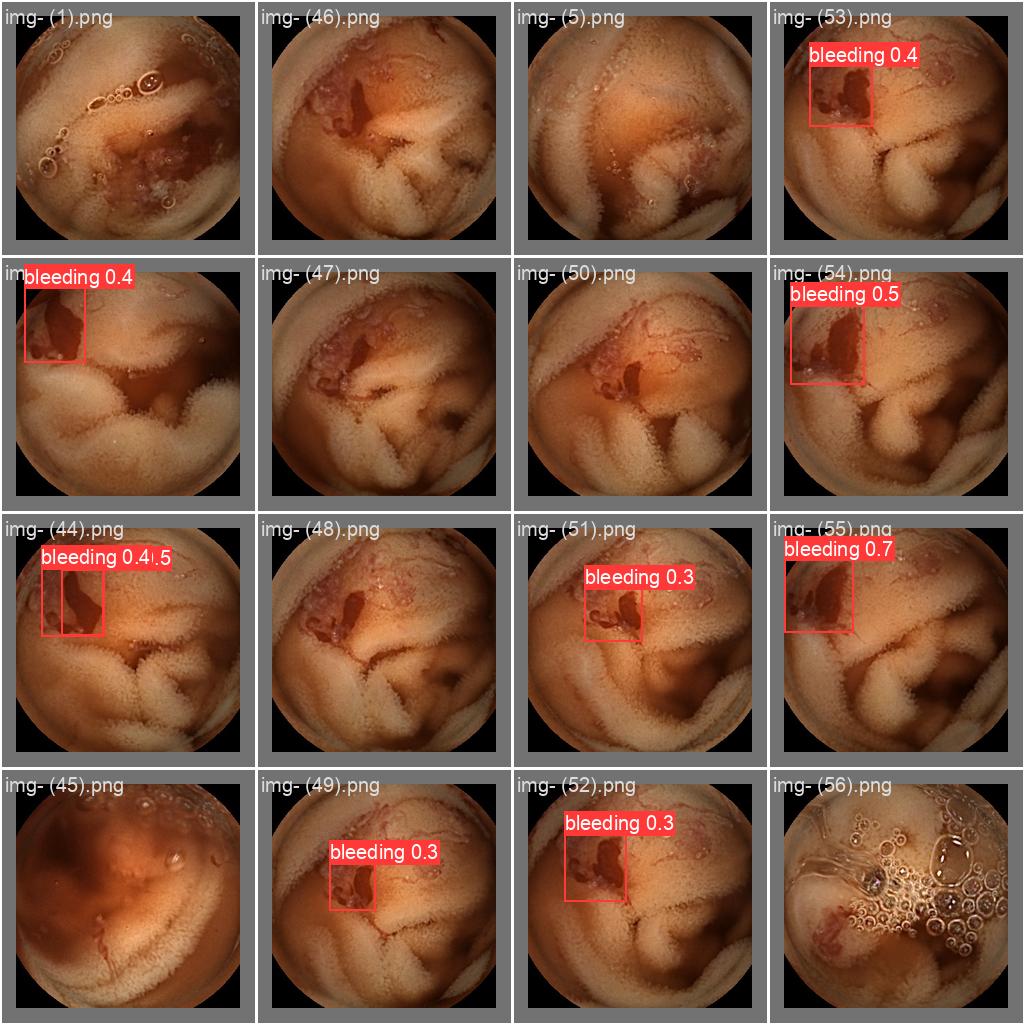 img- (1).png
img- (46).png
img- (5).png
img- (53).png
bleeding 0.4
im
bleeding 0.4
img- (47).png
img- (50).png
img- (54).png
bleeding 0.5
img- (44).png
bleeding 0.4
.5
img- (48).png
img- (51).png
bleeding 0.3
img- (55).png
bleeding 0.7
img- (45).png
img- (49).png
bleeding 0.3
img- (52).png
bleeding 0.3
img- (56).png